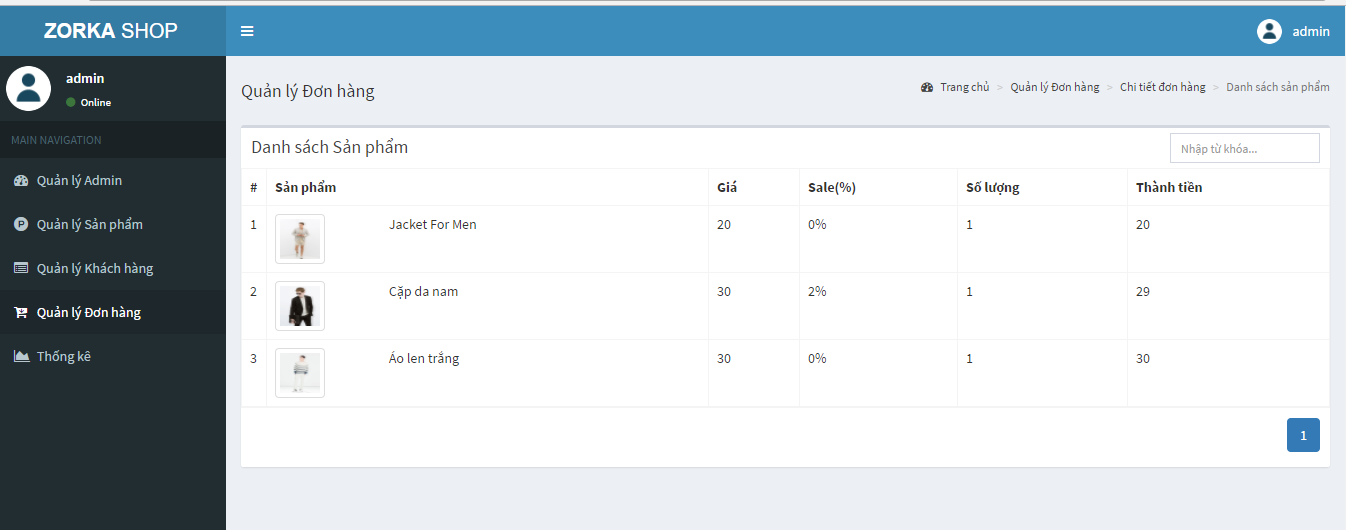 ZORKA SHOP
admin
admin
Online
MAIN NAVIGATION
Quản lý Admin
Quản lý Sản phẩm
Quản lý Khách hàng
Quản lý Đơn hàng
Thống kê
Quản lý Đơn hàng
Trang chủ > Quản lý Đơn hàng > Chi tiết đơn hàng > Danh sách sản phẩm
Danh sách Sản phẩm
Nhập từ khóa...
# Sản phẩm Giá Sale(%) Số lượng Thành tiền
1 Jacket For Men 20 0% 1 20
2 Cặp da nam 30 2% 1 29
3 Áo len trắng 30 0% 1 30
1